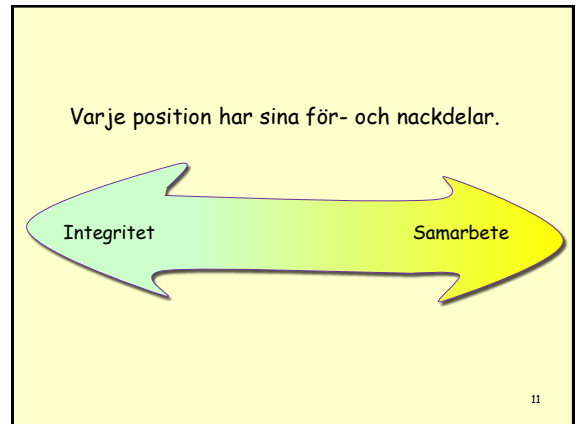 Varje position har sina för- och nackdelar.
Integritet
Samarbete
11